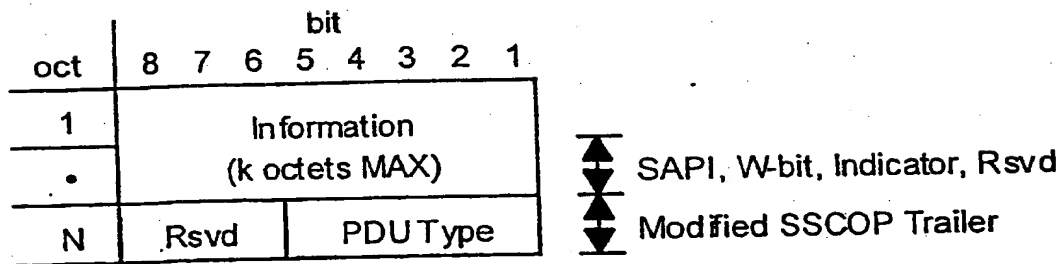 bit
oct 8 7 6 5 4 3 2 1
1 Information
• (k octets MAX) SAPI, W-bit, Indicator, Rsvd
N Rsvd PDU Type Modified SSCOP Trailer